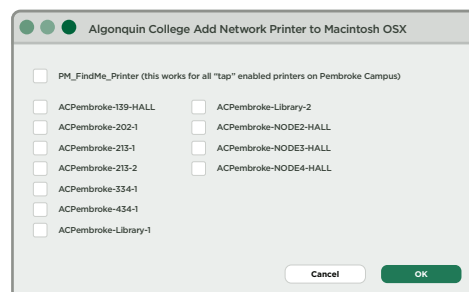 Algonquin College Add Network Printer to Macintosh OSX
PM_FindMe_Printer (this works for all “tap” enabled printers on Pembroke Campus)
ACPembroke-139-HALL
ACPembroke-202-1
ACPembroke-213-1
ACPembroke-213-2
ACPembroke-334-1
ACPembroke-434-1
ACPembroke-Library-1
ACPembroke-Library-2
ACPembroke-NODE2-HALL
ACPembroke-NODE3-HALL
ACPembroke-NODE4-HALL
Cancel
OK